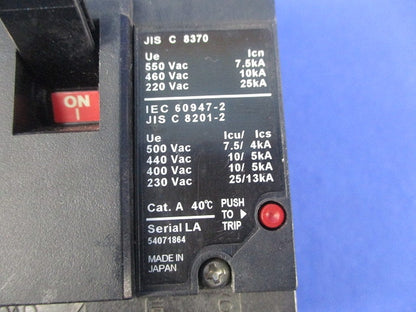 JIS C 8370
Ue Icn
550 Vac 7.5kA
460 Vac 10kA
220 Vac 25kA
IEC 60947-2
JIS C 8201-2
Ue Icu/ Ics
500 Vac 7.5/ 4kA
440 Vac 10/ 5kA
400 Vac 10/ 5kA
230 Vac 25/13kA
Cat. A 40℃
PUSH
TO
TRIP
Serial LA
54071864
MADE IN
JAPAN
ON
I